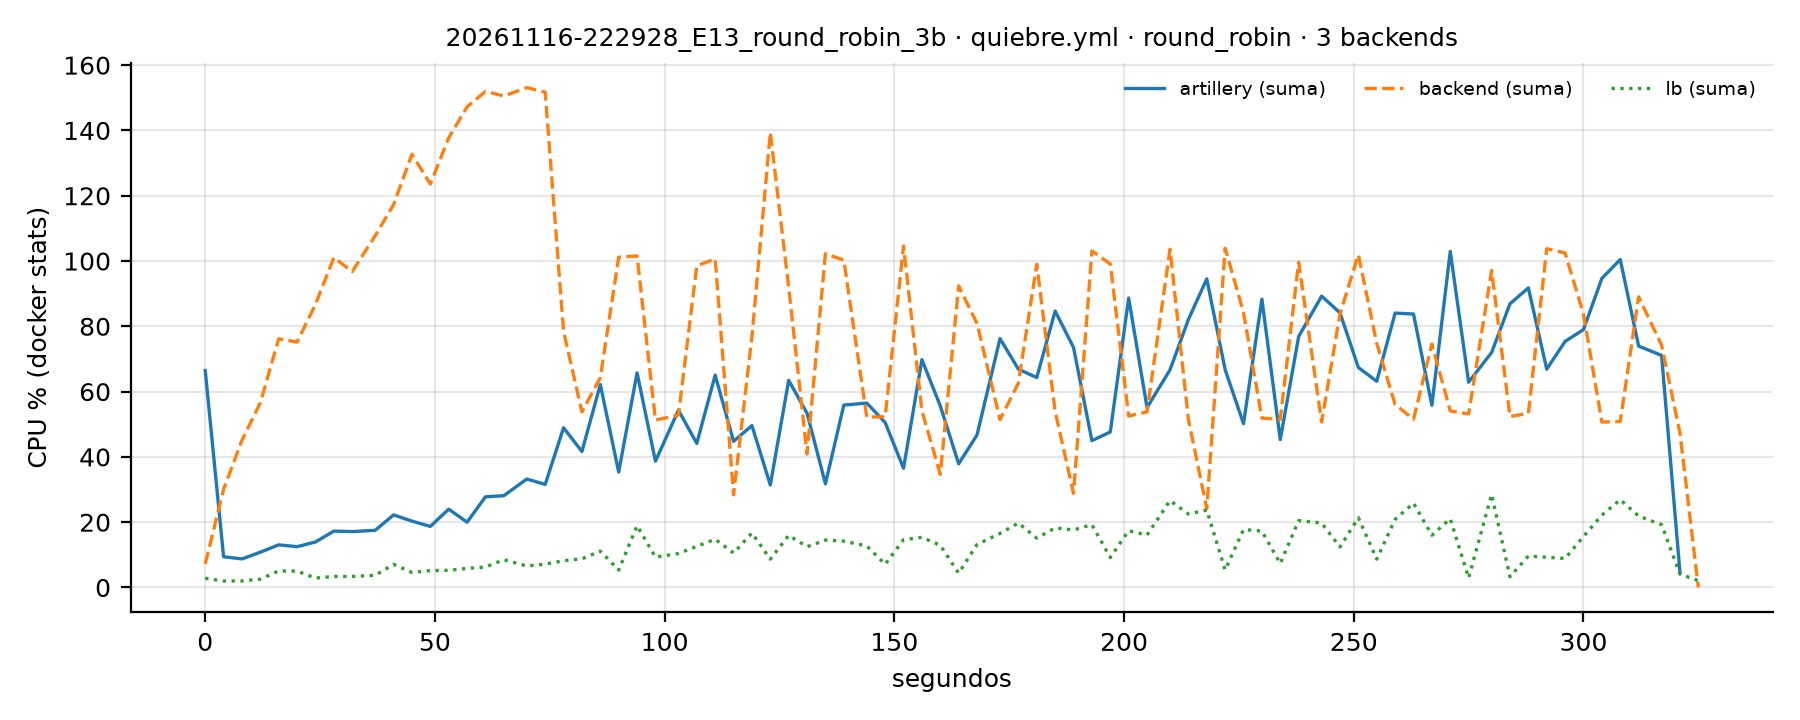 20261116-222928_E13_round_robin_3b · quiebre.yml · round_robin · 3 backends
artillery (suma) backend (suma) lb (suma)
CPU % (docker stats)
160
140
120
100
80
60
40
20
0
0 50 100 150 200 250 300
segundos